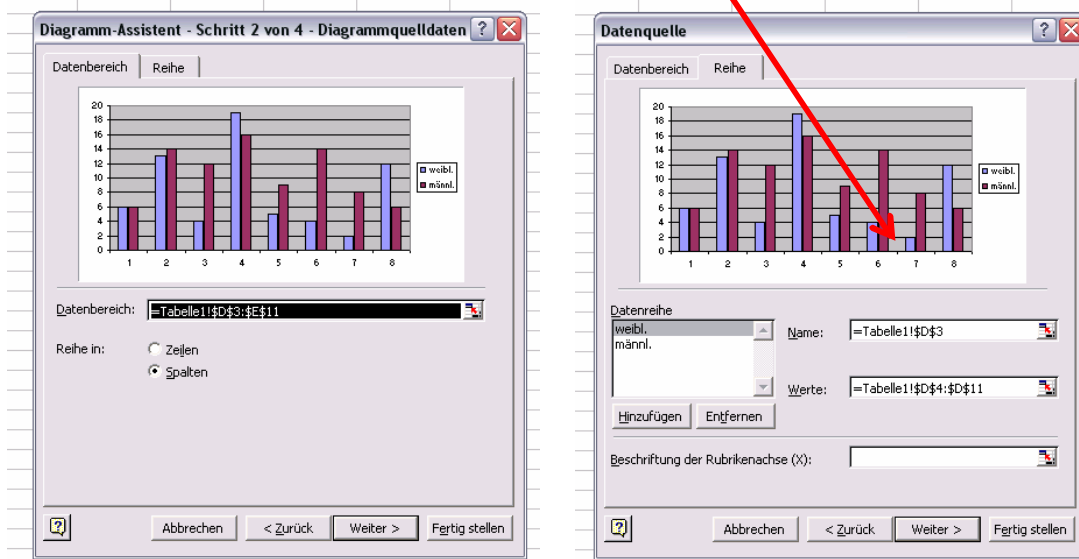 Diagramm-Assistent - Schritt 2 von 4 - Diagrammquelldaten
Datenbereich Reihe
20
18
16
14
12
10
8
6
4
2
0
1 2 3 4 5 6 7 8
weibl.
männl.
Datenbereich: =Tabelle1!$D$3:$E$11
Reihe in: Zeilen
Spalten
Abbrechen < Zurück Weiter > Fertig stellen
Datenquelle
Datenbereich Reihe
20
18
16
14
12
10
8
6
4
2
0
1 2 3 4 5 6 7 8
weibl.
männl.
Datenreihe
weibl.
männl.
Name: =Tabelle1!$D$3
Werte: =Tabelle1!$D$4:$D$11
Hinzufügen Entfernen
Beschriftung der Rubrikenachse (X):
Abbrechen < Zurück Weiter > Fertig stellen